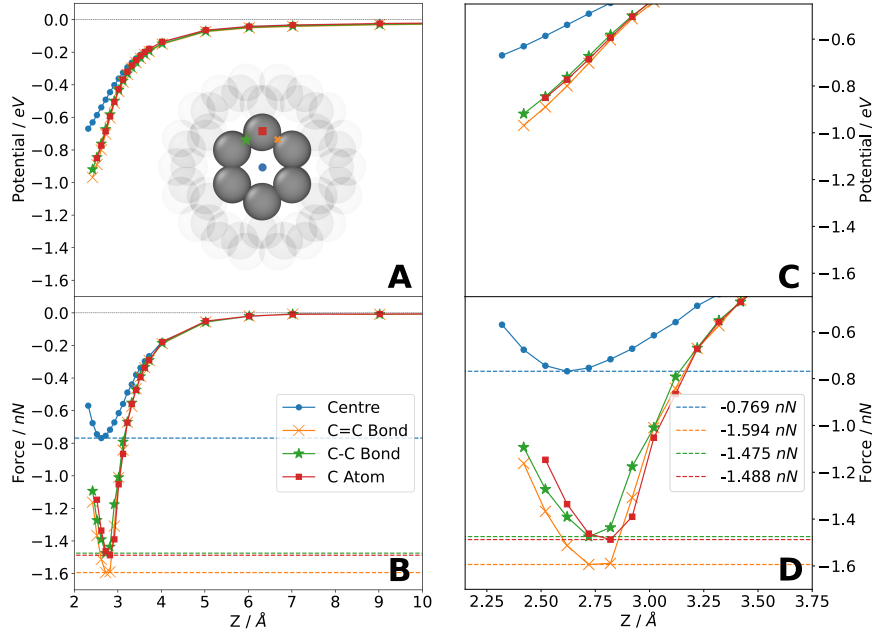 0.0
−0.2
−0.4
−0.6
−0.8
−1.0
−1.2
−1.4
−1.6
Potential / eV
A
−0.6
−0.8
−1.0
−1.2
−1.4
−1.6
Potential / eV
C
0.0
−0.2
−0.4
−0.6
−0.8
−1.0
−1.2
−1.4
−1.6
Force / nN
Centre
C=C Bond
C-C Bond
C Atom
B
2 3 4 5 6 7 8 9 10
Z / Å
−0.6
−0.8
−1.0
−1.2
−1.4
−1.6
Force / nN
-0.769 nN
-1.594 nN
-1.475 nN
-1.488 nN
D
2.25 2.50 2.75 3.00 3.25 3.50 3.75
Z / Å